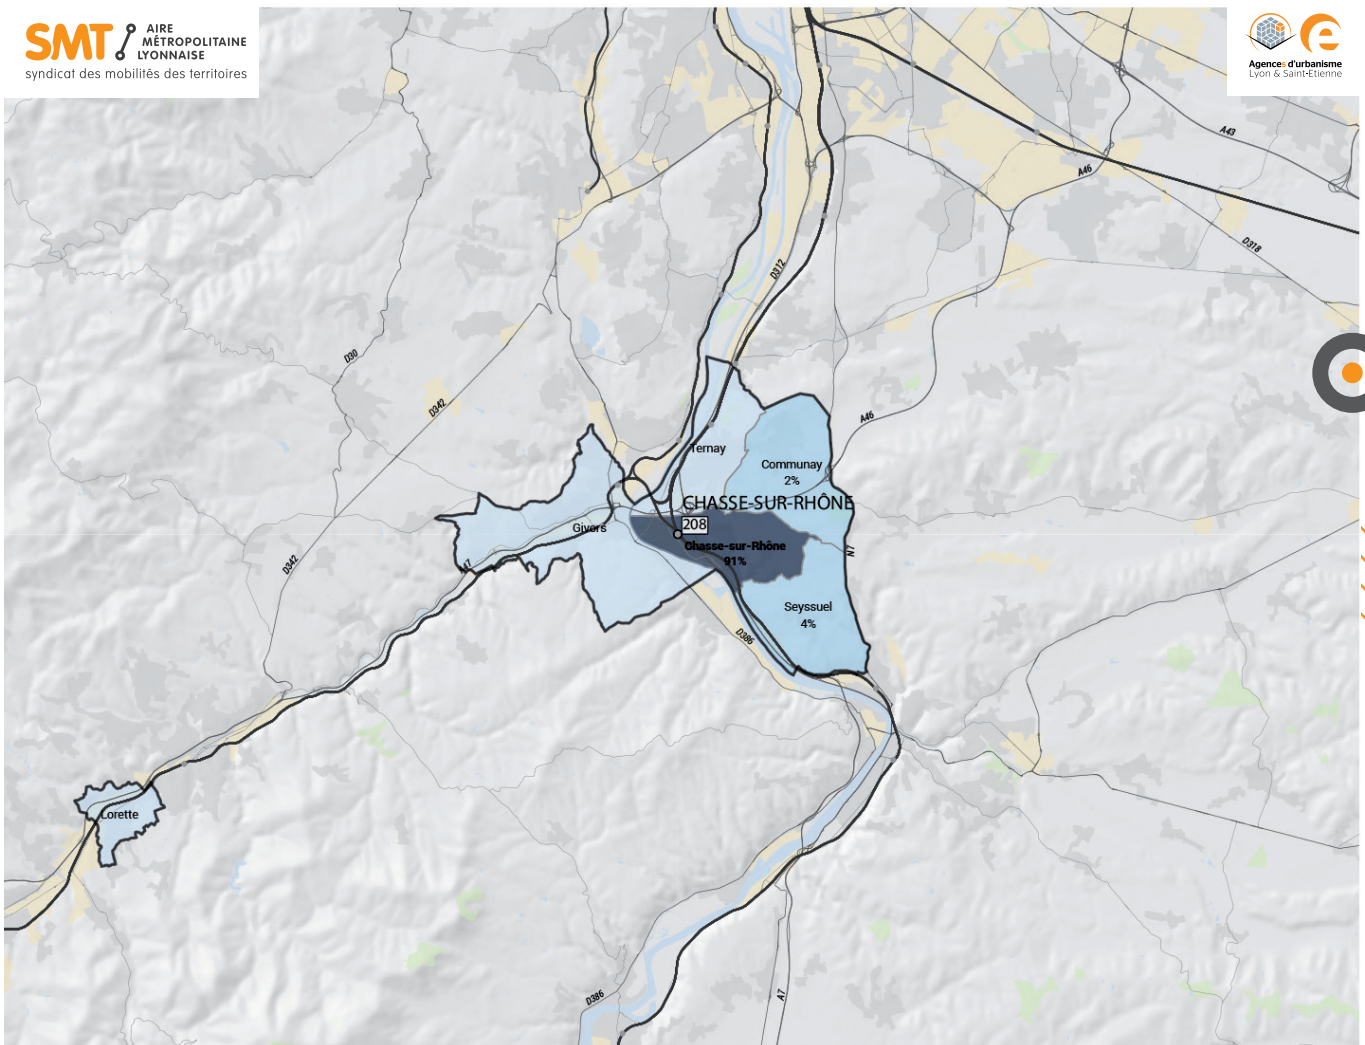 SMT
AIRE
MÉTROPOLITAINE
LYONNAISE
syndicat des mobilités des territoires
Agences d'urbanisme
Lyon & Saint-Etienne
A43
A46
D318
D312
D30
D342
A46
Ternay
Communay
2%
CHASSE-SUR-RHÔNE
208
Givors
Chasse-sur-Rhône
91%
N7
D342
A47
Seyssuel
4%
D386
Lorette
D386
A7